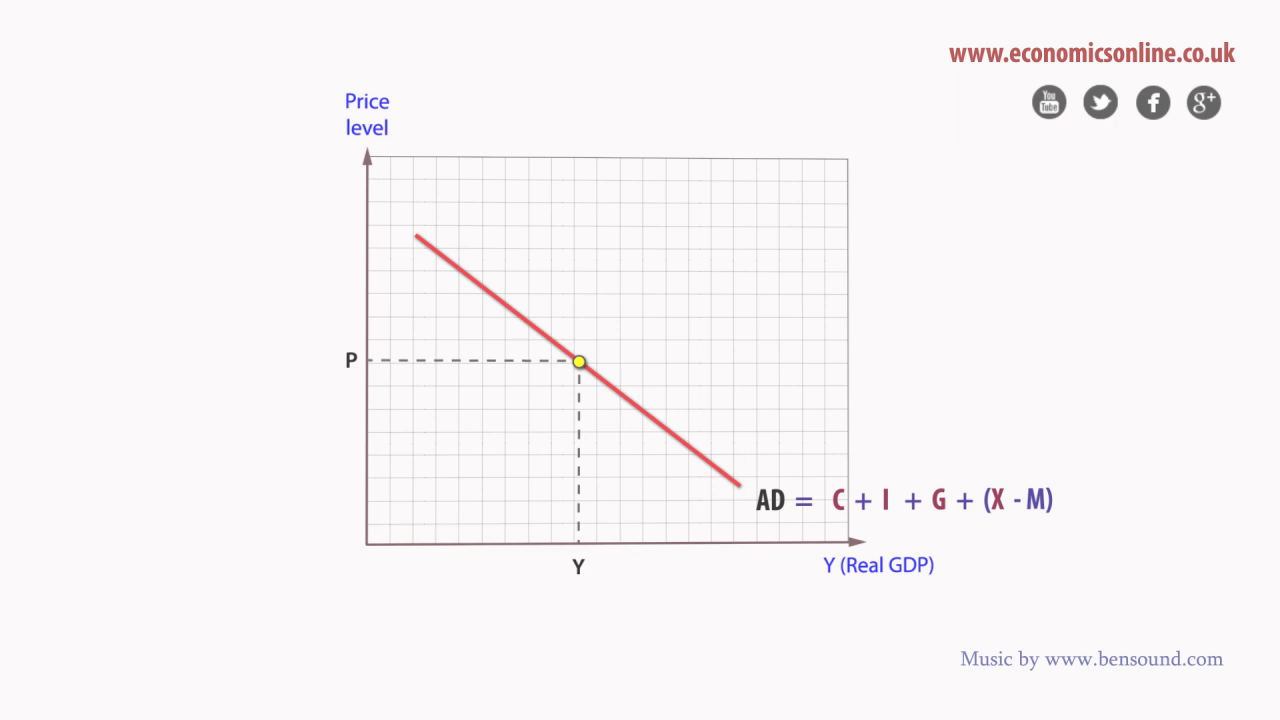 www.economicsonline.co.uk
You
Tube
f
g+
Price
level
P
AD = C + I + G + (X - M)
Y
Y (Real GDP)
Music by www.bensound.com